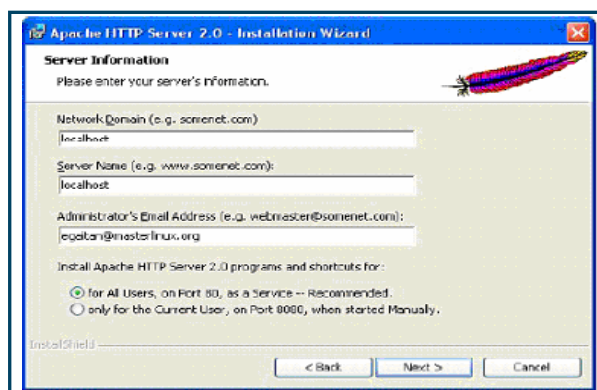 Apache HTTP Server 2.0 - Installation Wizard
Server Information
Please enter your server's information.
Network Domain (e.g. somenet.com)
localhost
Server Name (e.g. www.somenet.com):
localhost
Administrator's Email Address (e.g. webmaster@somenet.com):
egaitan@masterlinux.org
Install Apache HTTP Server 2.0 programs and shortcuts for:
for All Users, on Port 80, as a Service -- Recommended.
only for the Current User, on Port 8080, when started Manually.
InstallShield
< Back
Next >
Cancel